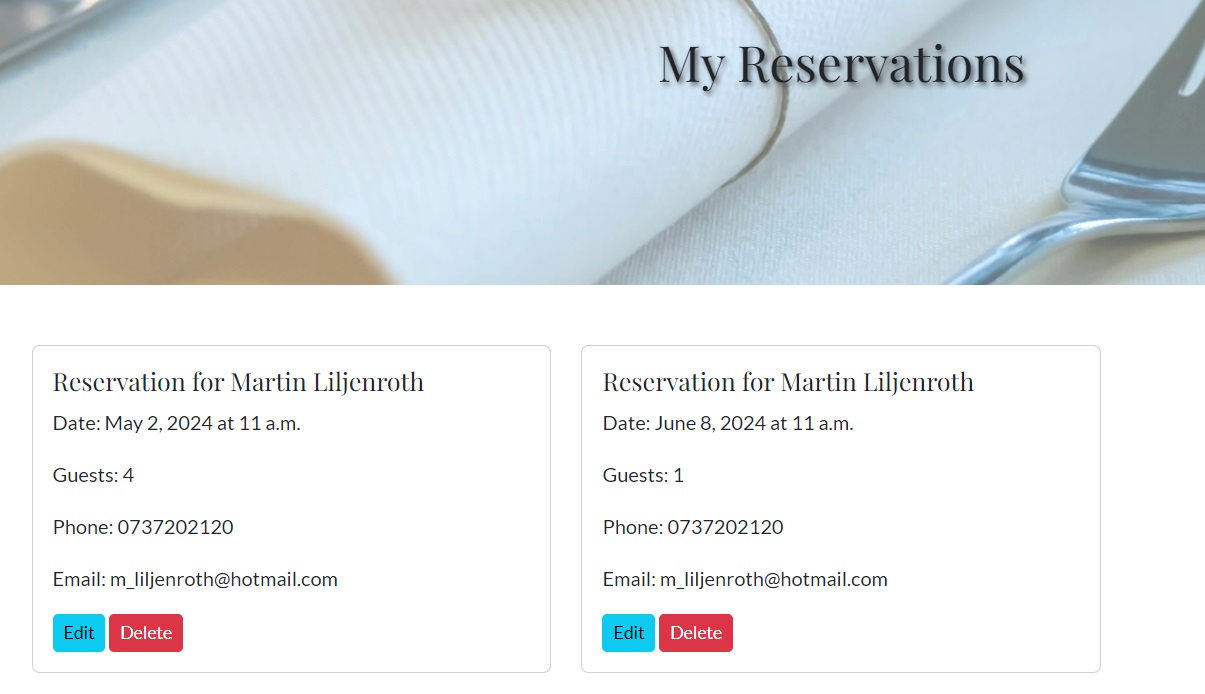 My Reservations
Reservation for Martin Liljenroth
Date: May 2, 2024 at 11 a.m.
Guests: 4
Phone: 0737202120
Email: m_liljenroth@hotmail.com
Edit Delete
Reservation for Martin Liljenroth
Date: June 8, 2024 at 11 a.m.
Guests: 1
Phone: 0737202120
Email: m_liljenroth@hotmail.com
Edit Delete